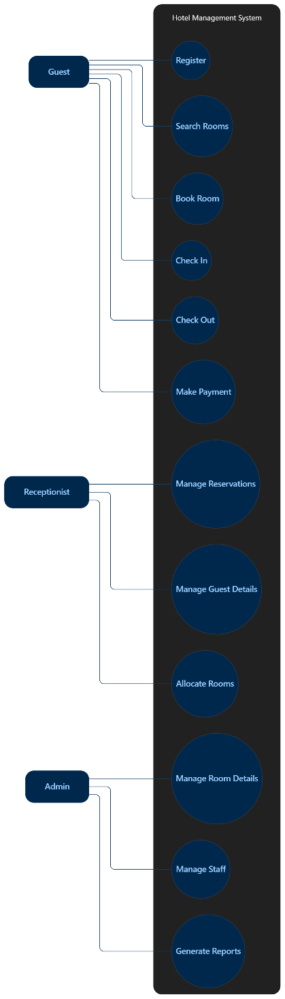 Hotel Management System
Guest
Register
Search Rooms
Book Room
Check In
Check Out
Make Payment
Receptionist
Manage Reservations
Manage Guest Details
Allocate Rooms
Admin
Manage Room Details
Manage Staff
Generate Reports